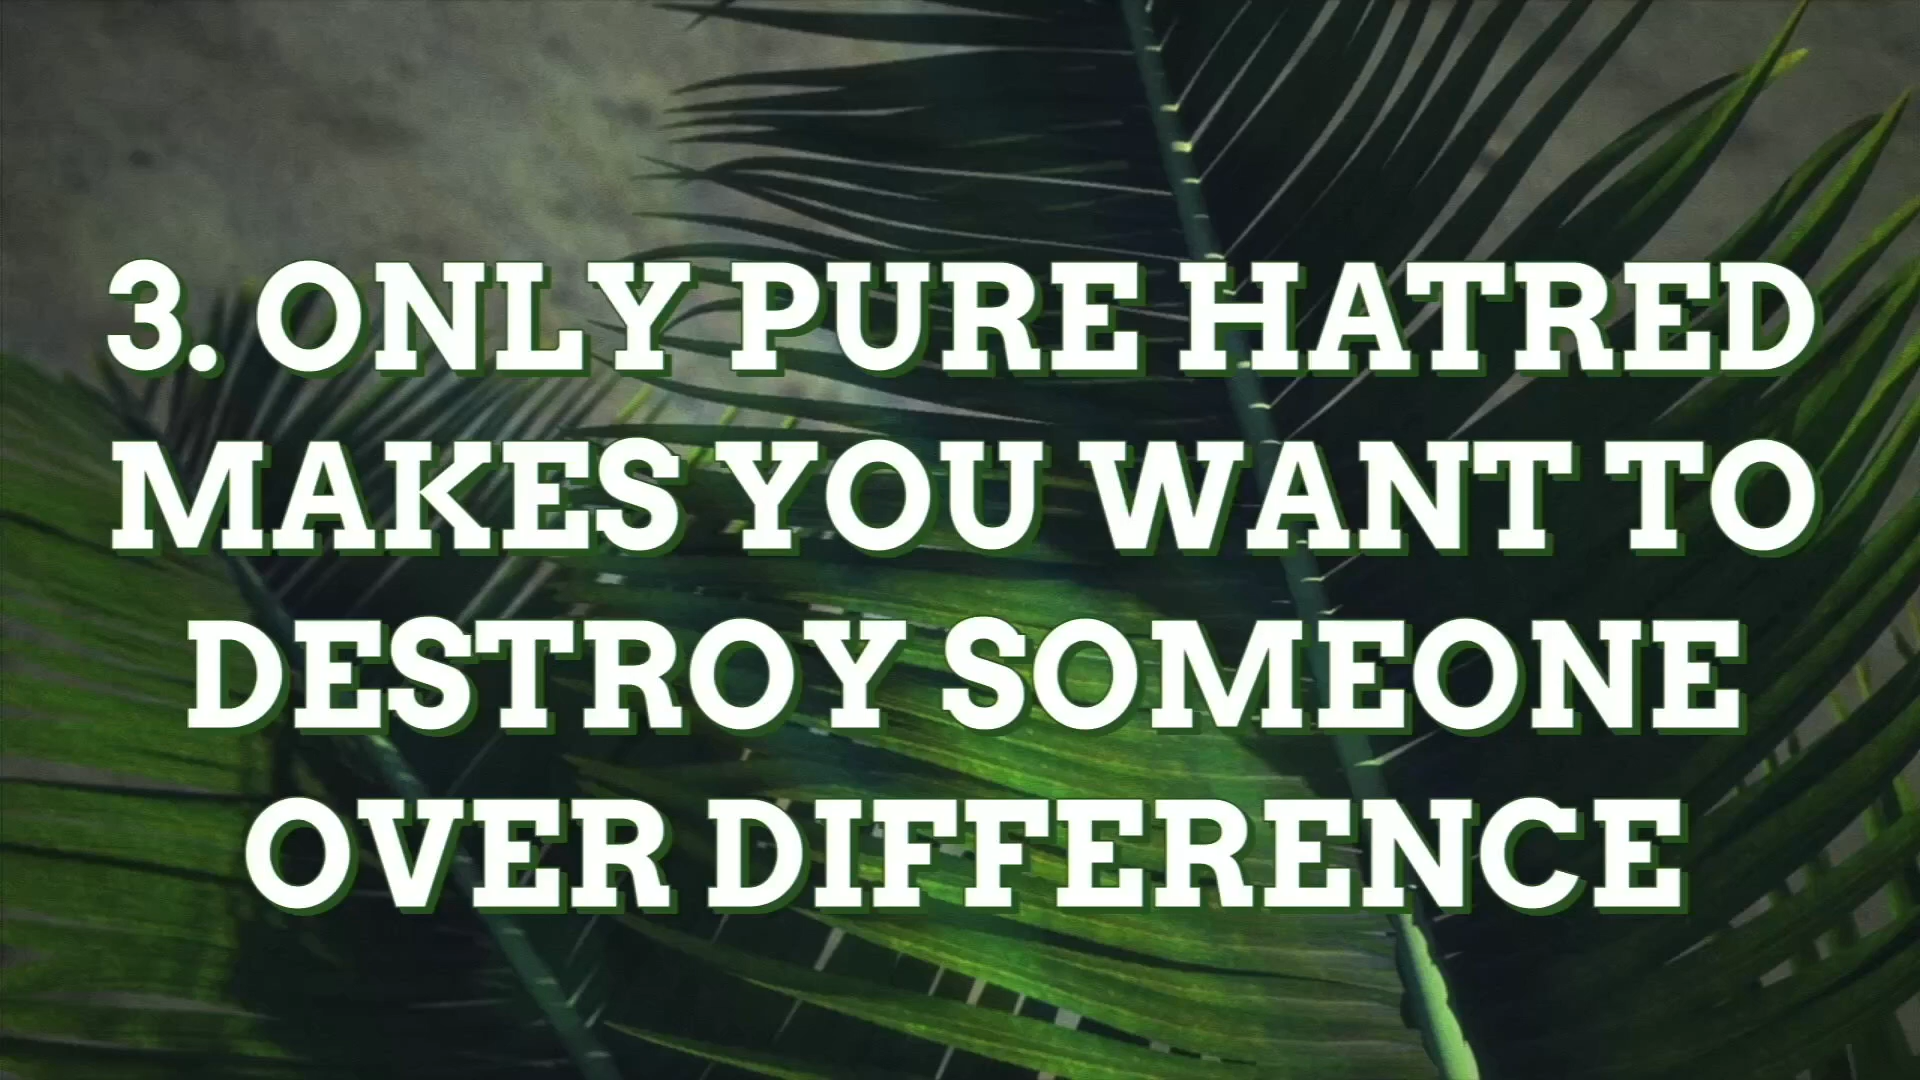 3. ONLY PURE HATRED
MAKES YOU WANT TO
DESTROY SOMEONE
OVER DIFFERENCE